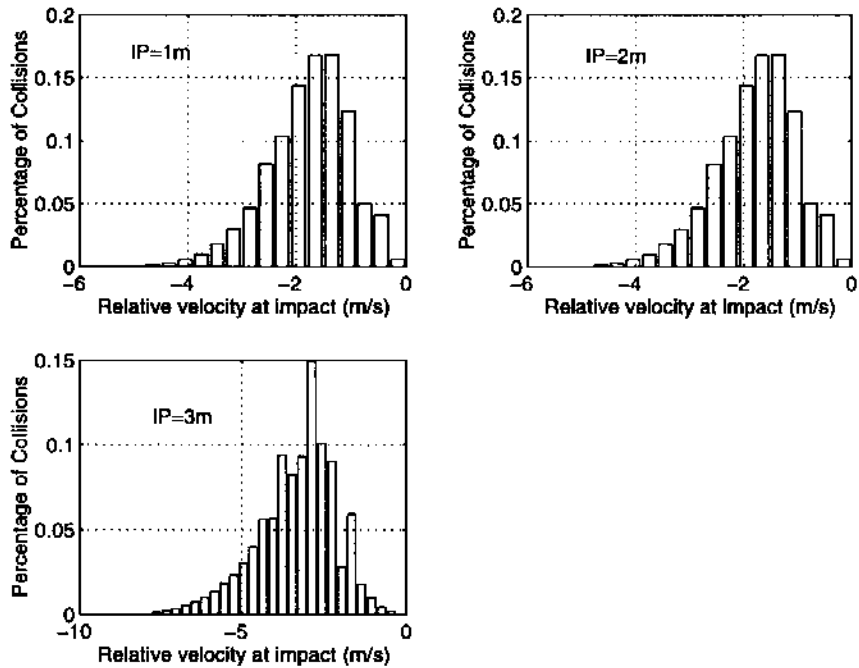 0.2
0.15
0.1
0.05
0
IP=1m
Percentage of Collisions
-6
-4
-2
0
Relative velocity at impact (m/s)
0.2
0.15
0.1
0.05
0
IP=2m
Percentage of Collisions
-6
-4
-2
0
Relative velocity at impact (m/s)
0.15
0.1
0.05
0
IP=3m
Percentage of Collisions
-10
-5
0
Relative velocity at impact (m/s)